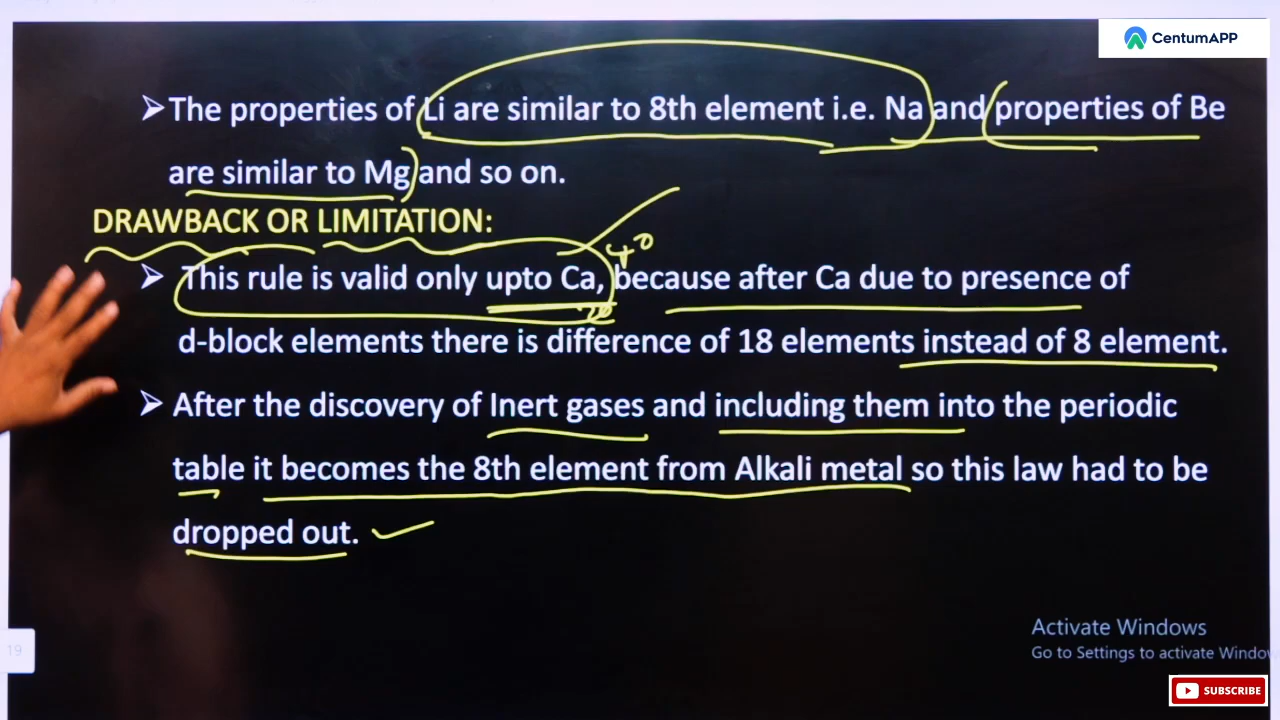 CentumAPP
➤The properties of Li are similar to 8th element i.e. Na and properties of Be
are similar to Mg and so on.
DRAWBACK OR LIMITATION:
40
➤ This rule is valid only upto Ca, because after Ca due to presence of
20
d-block elements there is difference of 18 elements instead of 8 element.
➤ After the discovery of Inert gases and including them into the periodic
table it becomes the 8th element from Alkali metal so this law had to be
dropped out.
Activate Windows
Go to Settings to activate Windo
19
SUBSCRIBE